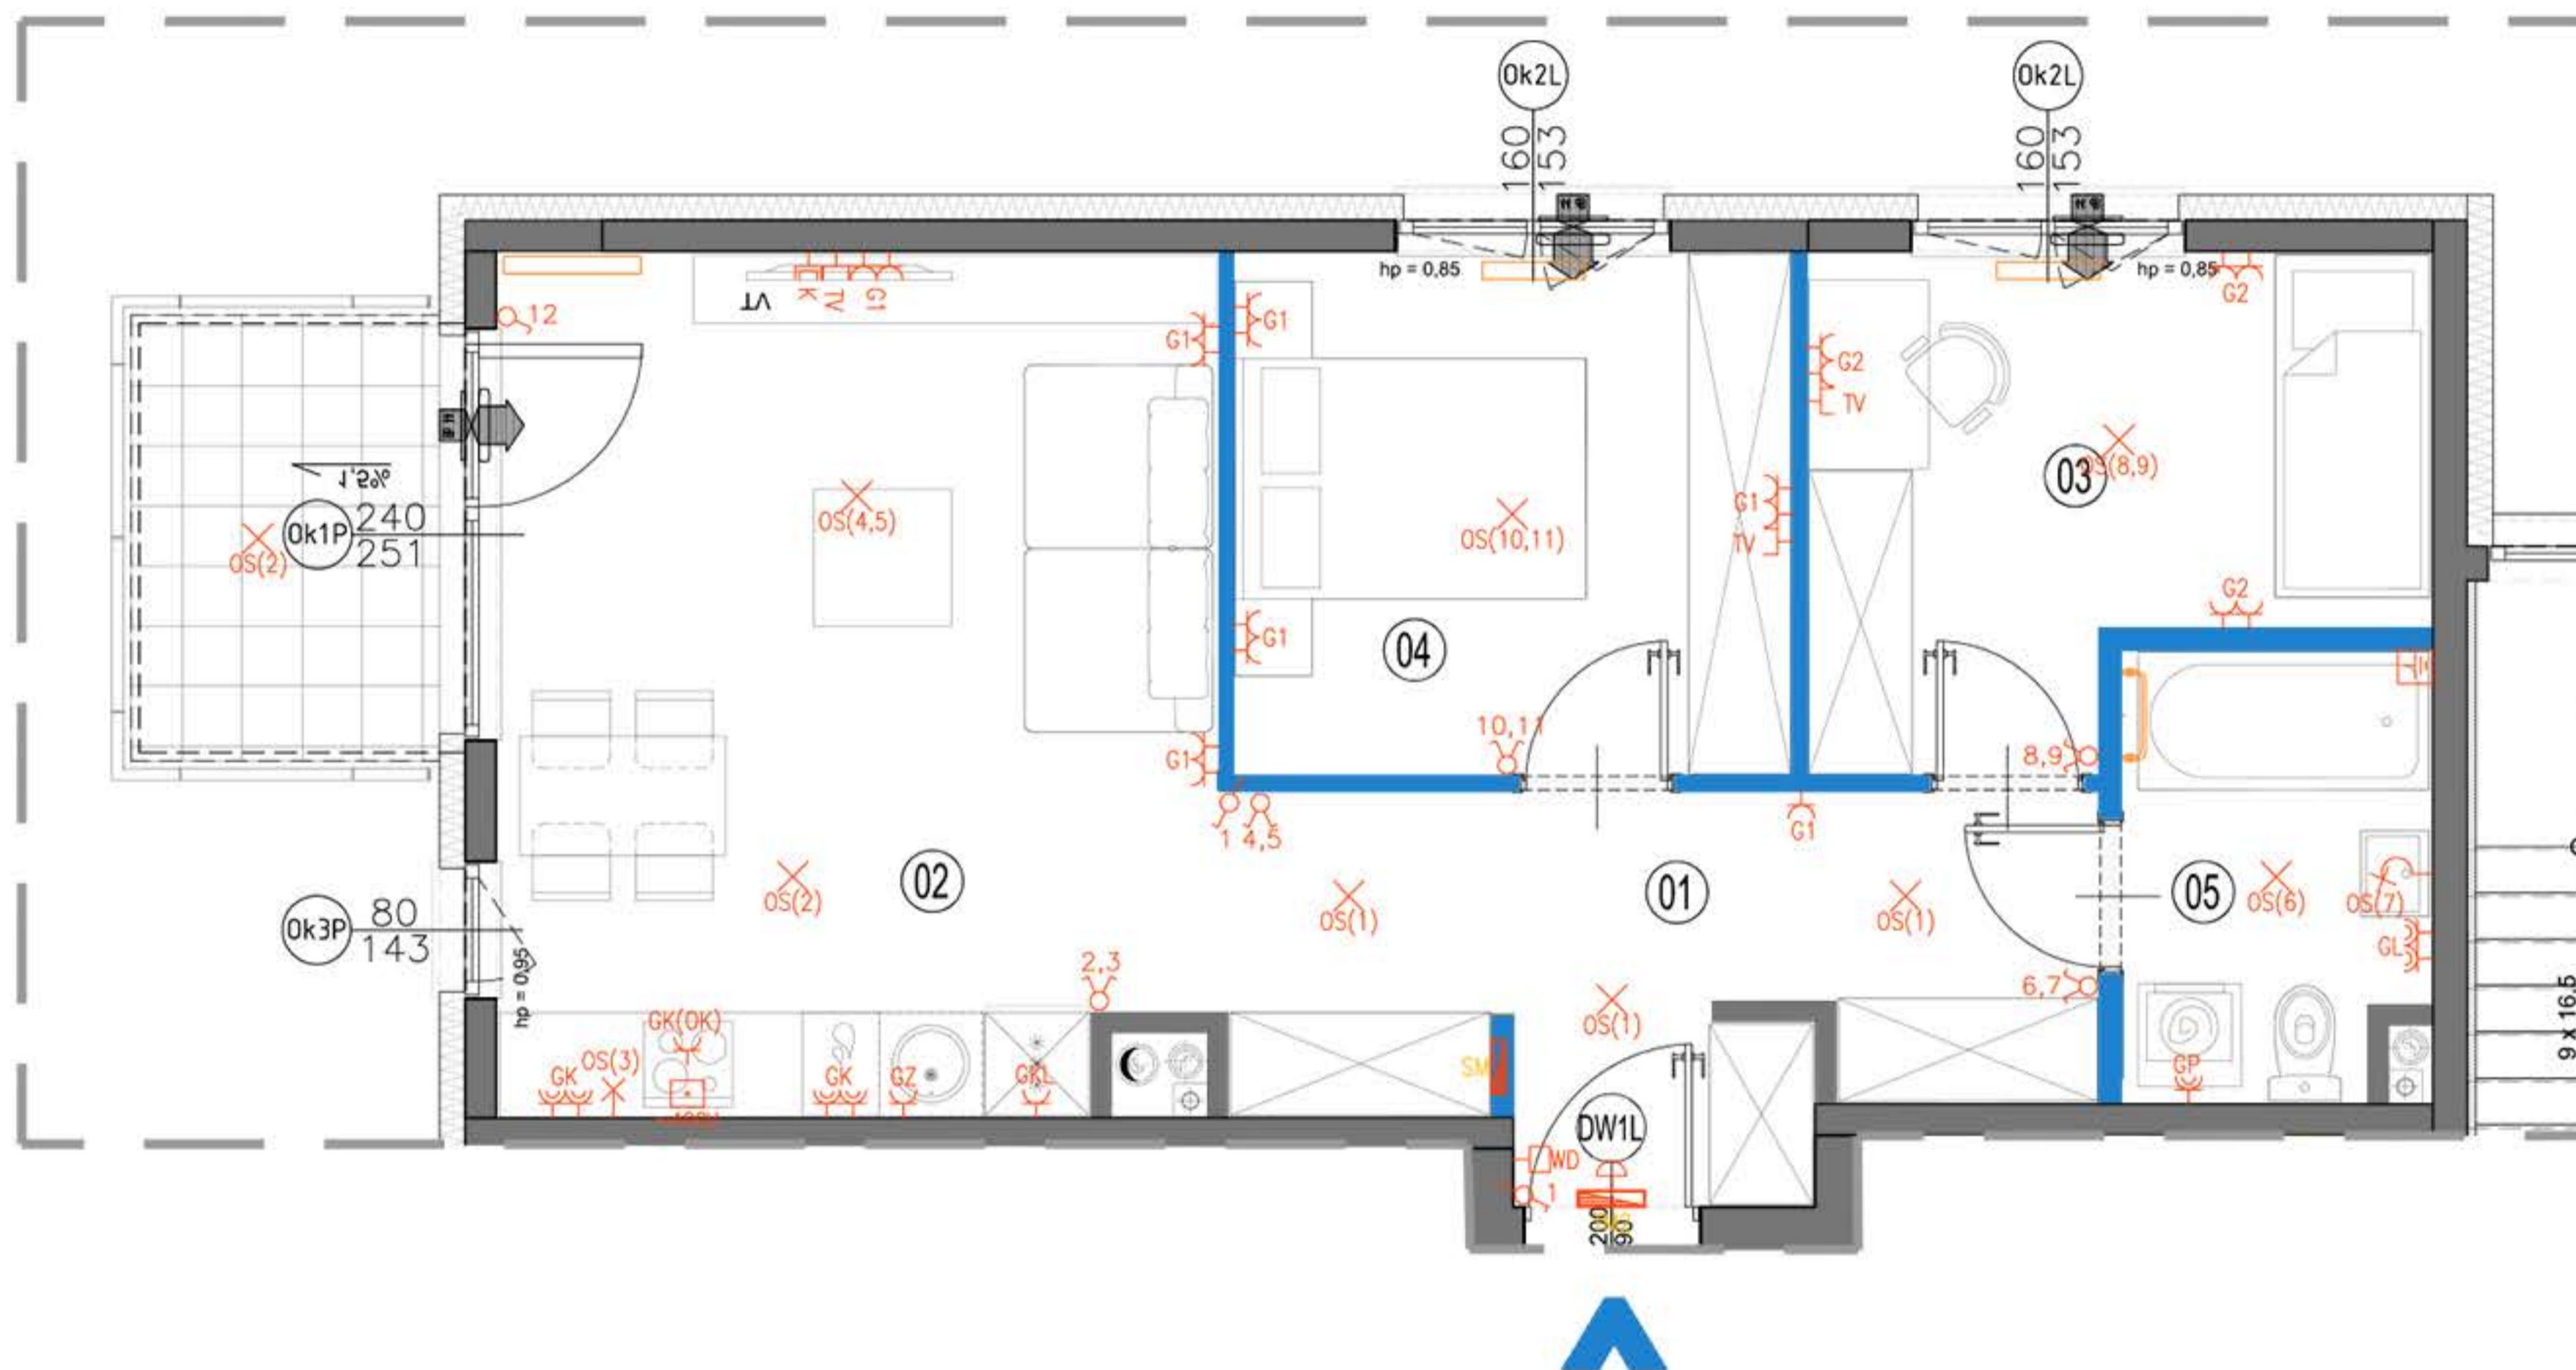 Ok2L
Ok2L
160
153
160
153
hp = 0,85
hp = 0,85
TV
K
TV
G1
G2
12
G1
G1
G2
TV
1,5%
Ok1P
240
251
OS(2)
OS(4,5)
OS(10,11)
G1
TV
03
OS(8,9)
G2
G1
04
10,11
8,9
G1
1
4,5
G1
OS(2)
02
OS(1)
01
OS(1)
05
OS(6)
OS(7)
GL
Ok3P
80
143
hp = 0,95
2,3
6,7
OS(1)
GK(OK)
OS(3)
GK
GK
GZ
GKL
SM
GP
9 x 16,5
DW1L
WD
1
200
90